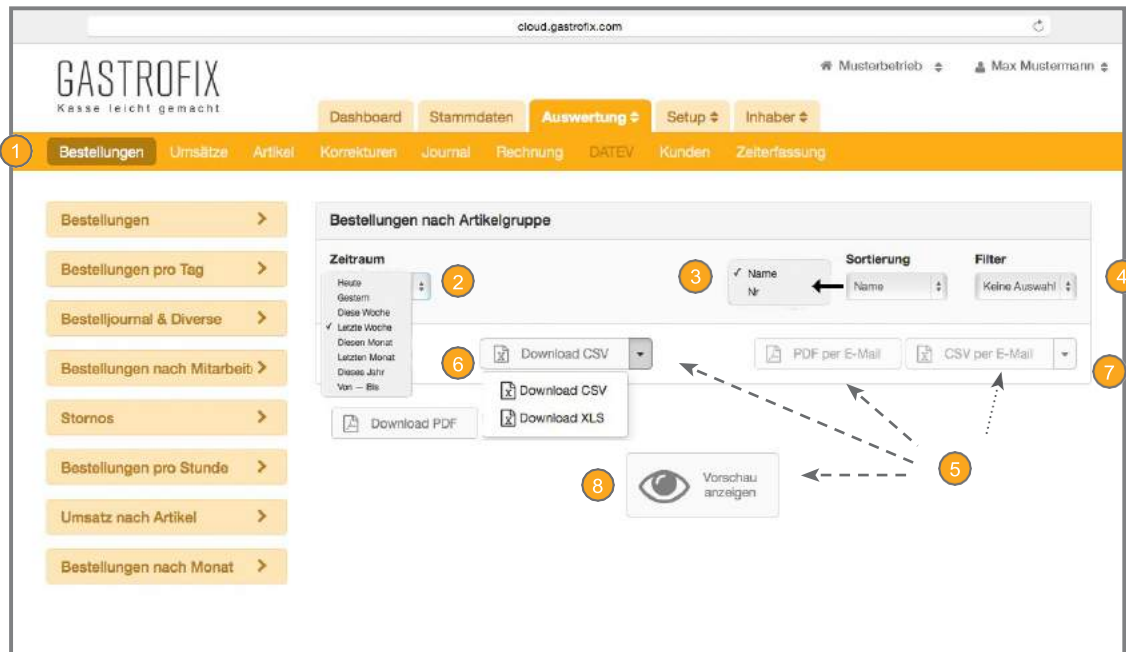 cloud.gastrofix.com
GASTROFIX
Kasse leicht gemacht
Musterbetrieb
Max Mustermann
Dashboard
Stammdaten
Auswertung
Setup
Inhaber
1
Bestellungen
Umsätze
Artikel
Korrekturen
Journal
Rechnung
DATEV
Kunden
Zeiterfassung
Bestellungen
Bestellungen pro Tag
Bestelljournal & Diverse
Bestellungen nach Mitarbeit
Stornos
Bestellungen pro Stunde
Umsatz nach Artikel
Bestellungen nach Monat
Bestellungen nach Artikelgruppe
Zeitraum
Heute
Gestern
Diese Woche
✓ Letzte Woche
Diesen Monat
Letzten Monat
Dieses Jahr
Von — Bis
2
3
✓ Name
Nr
Sortierung
Name
Filter
Keine Auswahl
4
6
Download CSV
Download CSV
Download XLS
Download PDF
PDF per E-Mail
CSV per E-Mail
7
5
8
Vorschau
anzeigen